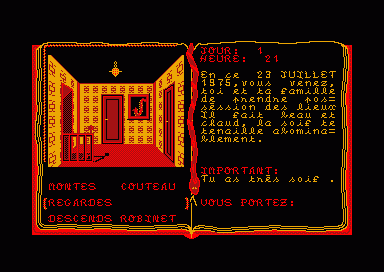 MONTES COUTEAU
REGARDES
DESCENDS ROBINET
JOUR: 1
HEURE: 21
En ce 23 JUILLET
1975,vous venez,
toi et ta famille
de prendre pos-
session des lieux
Il fait beau et
chaud, la soif te
tenaille abomina-
blement.
IMPORTANT:
Tu as très soif .
VOUS PORTEZ: